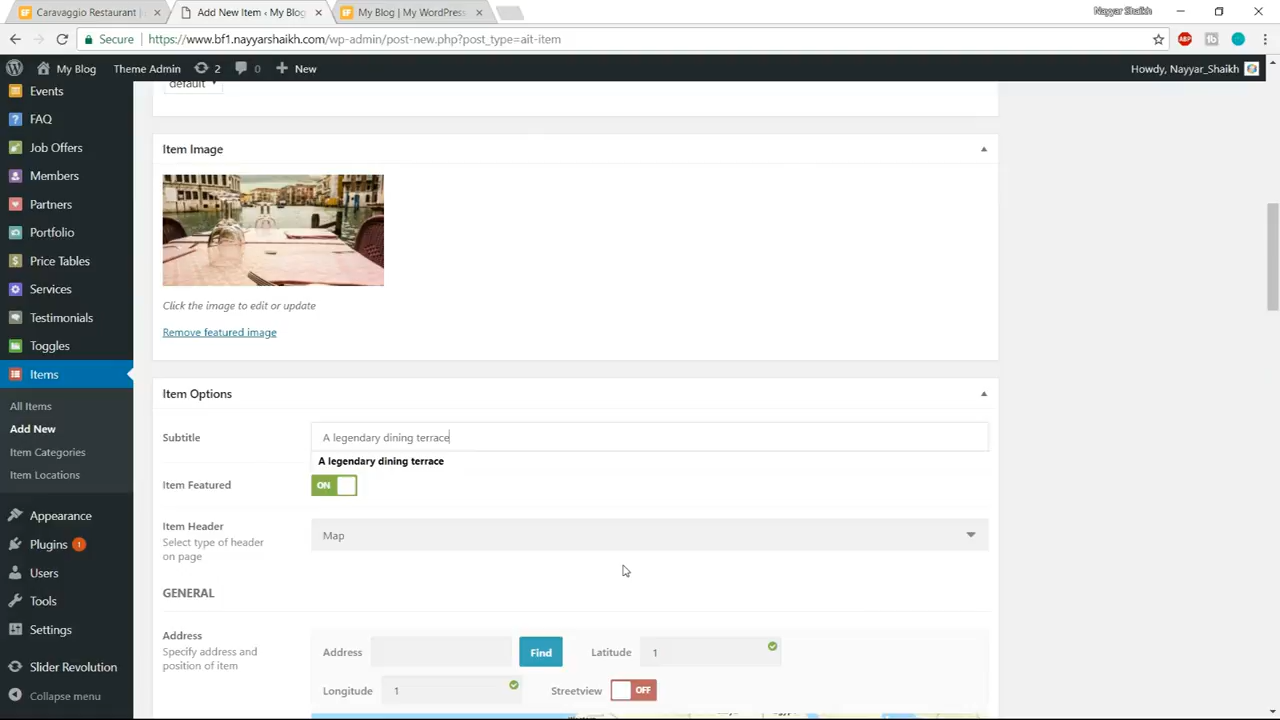 Caravaggio Restaurant |
Add New Item ‹ My Blog
My Blog | My WordPress
Nayyar Shaikh
Secure
https://www.bf1.nayyarshaikh.com/wp-admin/post-new.php?post_type=ait-item
ABP
tb
My Blog
Theme Admin
2
0
New
Howdy, Nayyar_Shaikh
Events
FAQ
Job Offers
Members
Partners
Portfolio
Price Tables
Services
Testimonials
Toggles
Items
All Items
Add New
Item Categories
Item Locations
Appearance
Plugins 1
Users
Tools
Settings
Slider Revolution
Collapse menu
default
Item Image
Click the image to edit or update
Remove featured image
Item Options
Subtitle
A legendary dining terrace
A legendary dining terrace
Item Featured
ON
Item Header
Select type of header
on page
Map
GENERAL
Address
Specify address and
position of item
Address
Find
Latitude
1
Longitude
1
Streetview
OFF